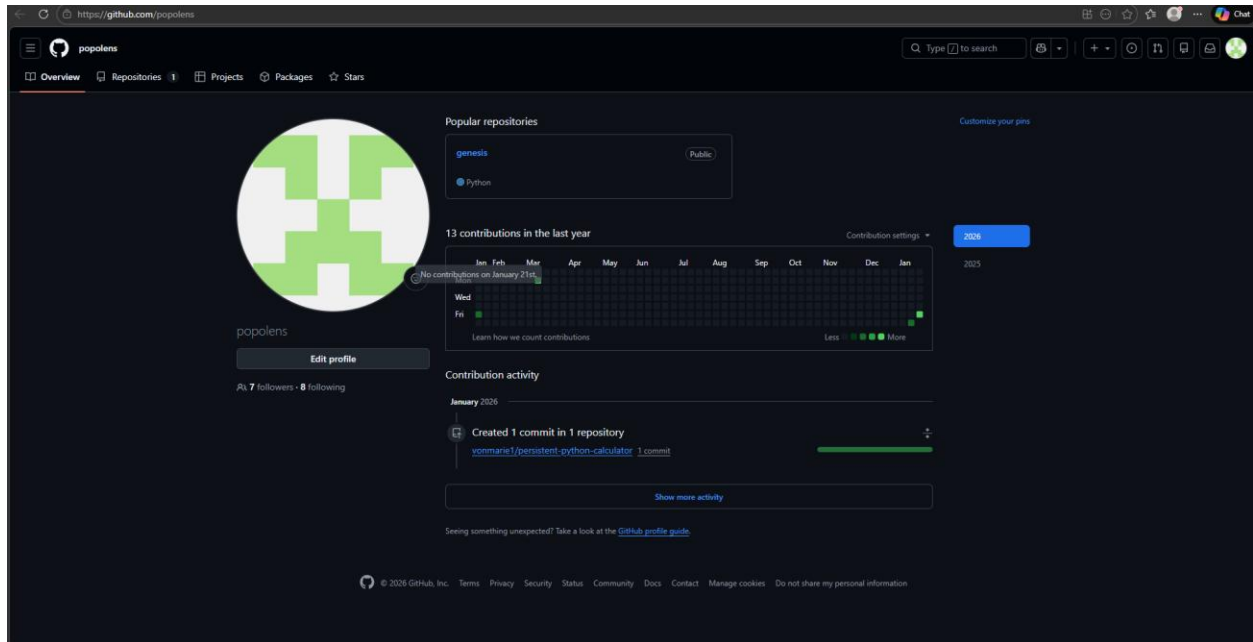 https://github.com/popolens
Chat
popolens
Type / to search
Overview Repositories 1 Projects Packages Stars
Popular repositories
Customize your pins
genesis Public
Python
13 contributions in the last year
Contribution settings
2026
2025
Jan Feb Mar Apr May Jun Jul Aug Sep Oct Nov Dec Jan
No contributions on January 21st.
Mon
Wed
Fri
Learn how we count contributions
Less More
popolens
Edit profile
7 followers · 8 following
Contribution activity
January 2026
Created 1 commit in 1 repository
vonmarie1/persistent-python-calculator 1 commit
Show more activity
Seeing something unexpected? Take a look at the GitHub profile guide.
© 2026 GitHub, Inc. Terms Privacy Security Status Community Docs Contact Manage cookies Do not share my personal information